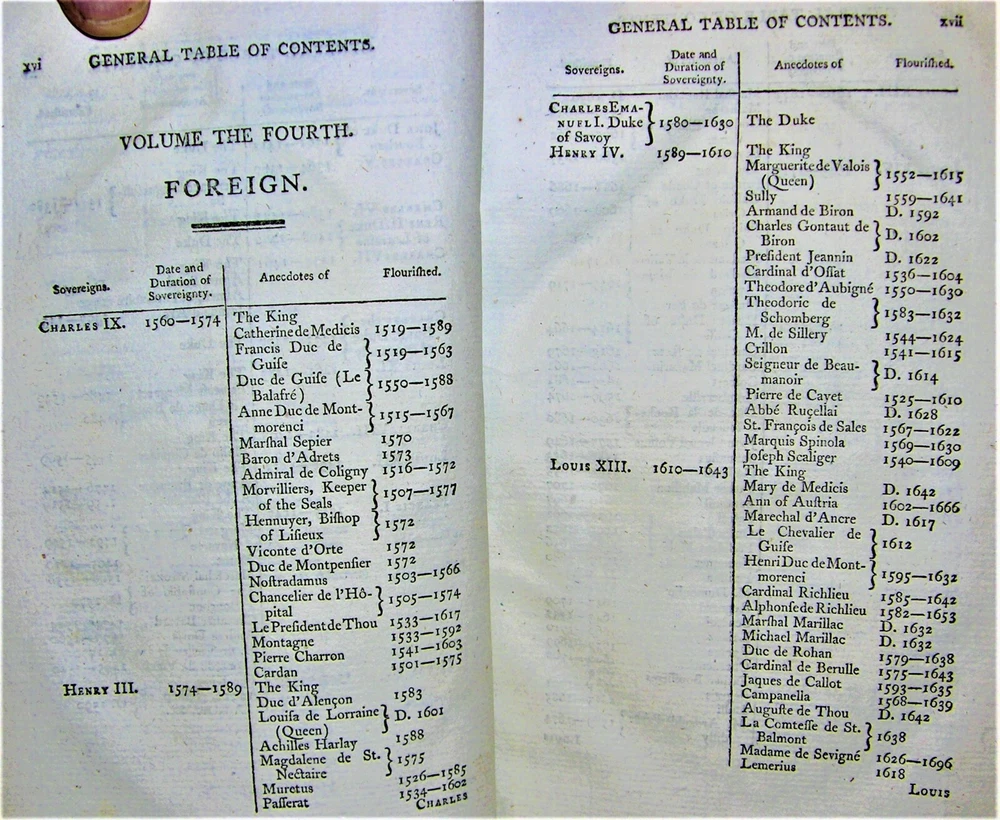 xvi GENERAL TABLE OF CONTENTS.
VOLUME THE FOURTH.
FOREIGN.
Sovereigns. Date and Duration of Sovereignty. Anecdotes of Flouriſhed.
CHARLES IX. 1560—1574 The King
Catherine de Medicis 1519—1589
Francis Duc de
Guiſe } 1519—1563
Duc de Guiſe (Le
Balafré) } 1550—1588
Anne Duc de Mont-
morenci } 1515—1567
Marſhal Sepier 1570
Baron d'Adrets 1573
Admiral de Coligny 1516—1572
Morvilliers, Keeper
of the Seals } 1507—1577
Hennuyer, Biſhop
of Liſieux } 1572
Viconte d'Orte 1572
Duc de Montpenſier 1572
Noſtradamus 1503—1566
Chancelier de l'Hô-
pital } 1505—1574
Le Preſident de Thou 1533—1617
Montagne 1533—1592
Pierre Charron 1541—1603
Cardan 1501—1575
HENRY III. 1574—1589 The King
Duc d'Alençon 1583
Louiſa de Lorraine
(Queen) } D. 1601
Achilles Harlay 1588
Magdalene de St.
Nectaire } 1575
Muretus 1526—1585
Paſſerat 1534—1602
CHARLES
GENERAL TABLE OF CONTENTS. xvii
Sovereigns. Date and Duration of Sovereignty. Anecdotes of Flouriſhed.
CHARLES EMA-
NUEL I. Duke
of Savoy } 1580—1630 The Duke
HENRY IV. 1589—1610 The King
Marguerite de Valois
(Queen) } 1552—1615
Sully 1559—1641
Armand de Biron D. 1592
Charles Gontaut de
Biron } D. 1602
Preſident Jeannin D. 1622
Cardinal d'Oſſat 1536—1604
Theodore d'Aubigné 1550—1630
Theodoric de
Schomberg } 1583—1632
M. de Sillery 1544—1624
Crillon 1541—1615
Seigneur de Beau-
manoir } D. 1614
Pierre de Cayet 1525—1610
Abbé Ruçellai D. 1628
St. François de Sales 1567—1622
Marquis Spinola 1569—1630
Joſeph Scaliger 1540—1609
LOUIS XIII. 1610—1643 The King
Mary de Medicis D. 1642
Ann of Auſtria 1602—1666
Marechal d'Ancre D. 1617
Le Chevalier de
Guiſe } 1612
Henri Duc de Mont-
morenci } 1595—1632
Cardinal Richlieu 1585—1642
Alphonſe de Richlieu 1582—1653
Marſhal Marillac D. 1632
Michael Marillac D. 1632
Duc de Rohan 1579—1638
Cardinal de Berulle 1575—1643
Jaques de Callot 1593—1635
Campanella 1568—1639
Auguſte de Thou D. 1642
La Comteſſe de St.
Balmont } 1638
Madame de Sevigné 1626—1696
Lemerius 1618
LOUIS